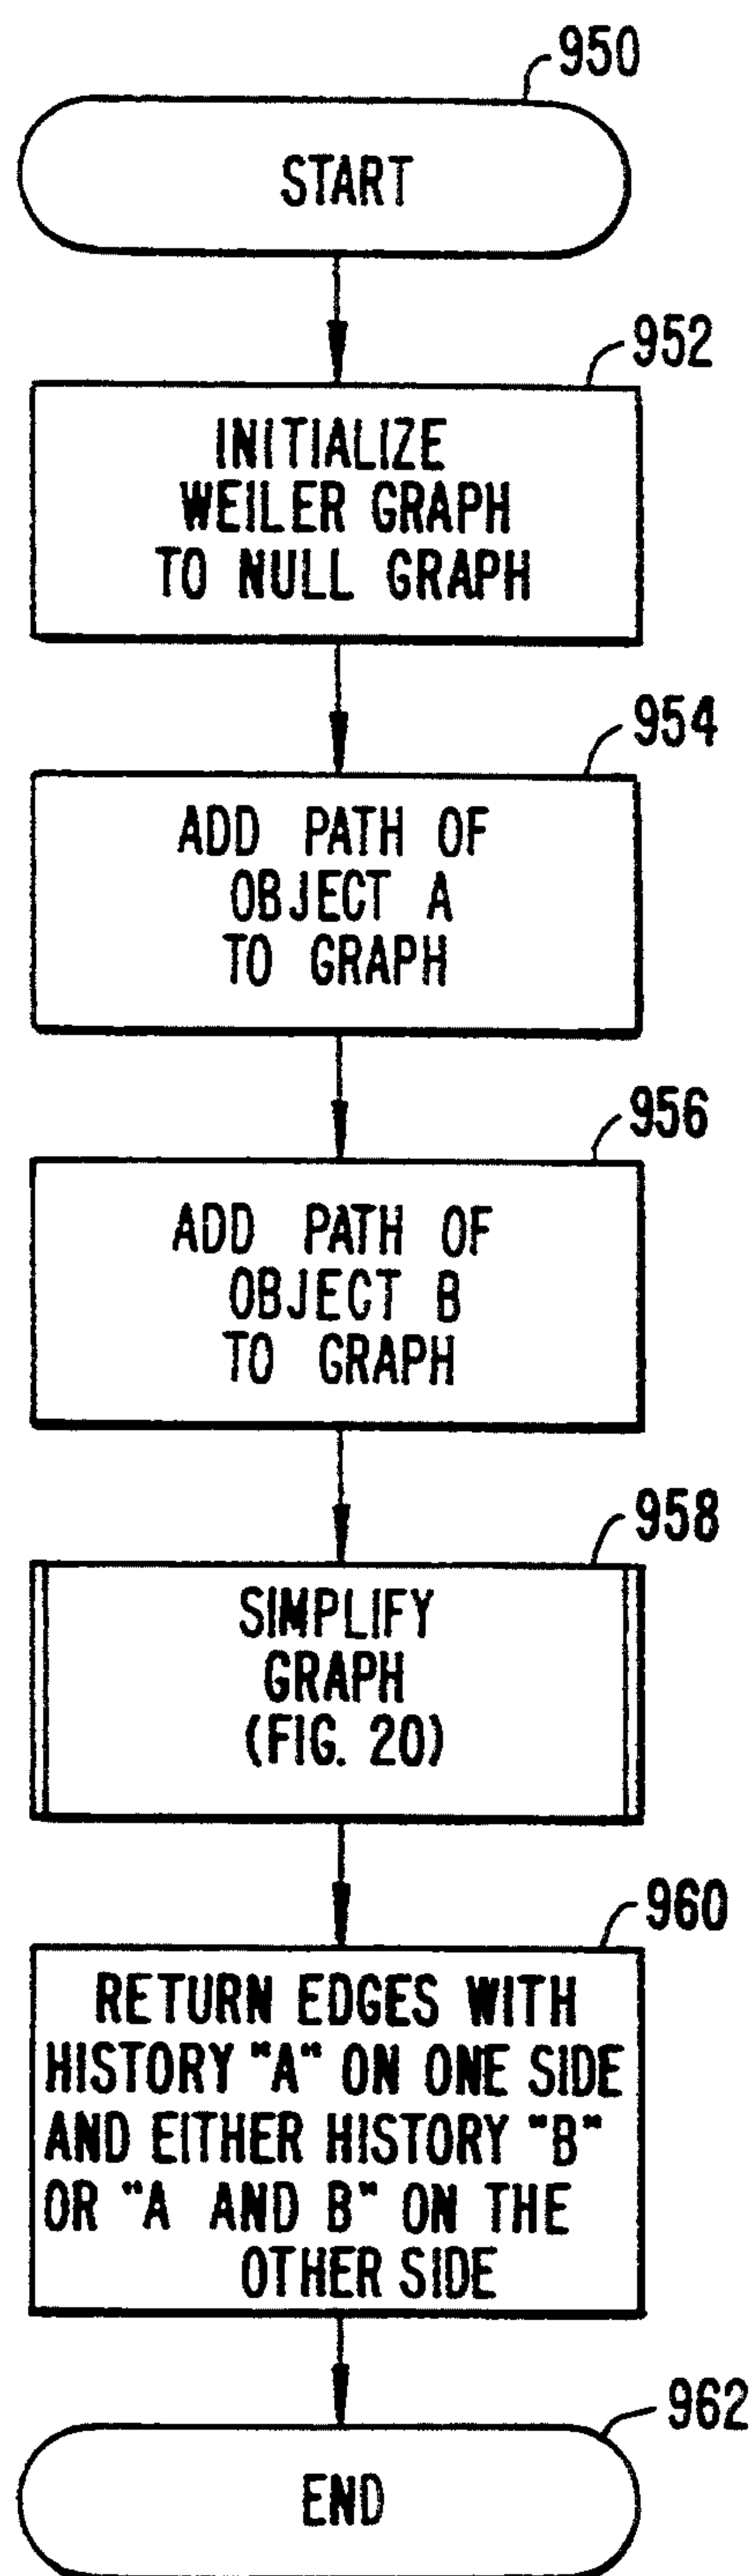 950
START
952
INITIALIZE
WEILER GRAPH
TO NULL GRAPH
954
ADD PATH OF
OBJECT A
TO GRAPH
956
ADD PATH OF
OBJECT B
TO GRAPH
958
SIMPLIFY
GRAPH
(FIG. 20)
960
RETURN EDGES WITH
HISTORY "A" ON ONE SIDE
AND EITHER HISTORY "B"
OR "A AND B" ON THE
OTHER SIDE
962
END